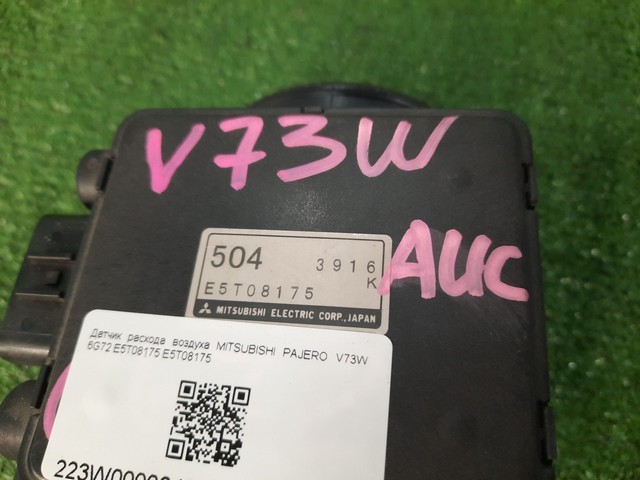 V73W
AUC
504 3916
K
E5T08175
MITSUBISHI ELECTRIC CORP.,JAPAN
Датчик расхода воздуха MITSUBISHI PAJERO V73W
6G72 E5T08175 E5T08175